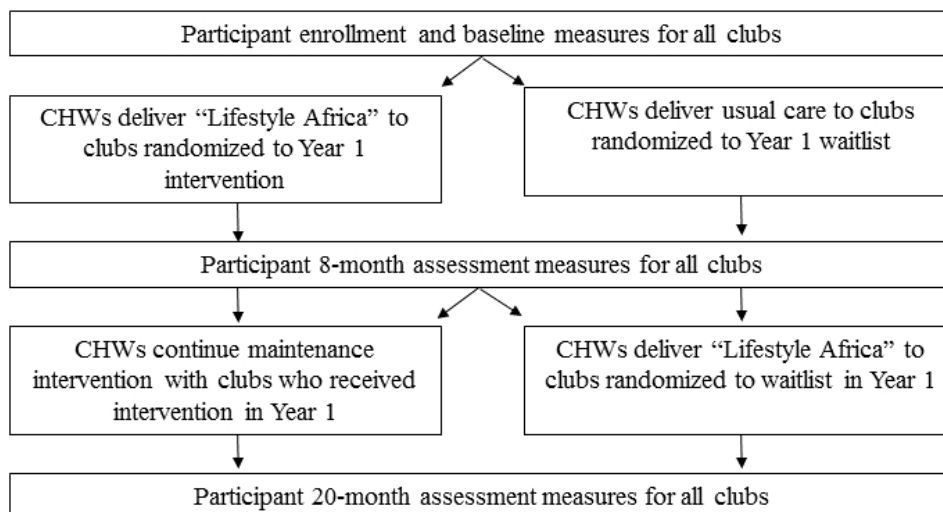 Participant enrollment and baseline measures for all clubs
CHWs deliver “Lifestyle Africa” to
clubs randomized to Year 1
intervention
CHWs deliver usual care to clubs
randomized to Year 1 waitlist
Participant 8-month assessment measures for all clubs
CHWs continue maintenance
intervention with clubs who received
intervention in Year 1
CHWs deliver “Lifestyle Africa” to
clubs randomized to waitlist in Year 1
Participant 20-month assessment measures for all clubs